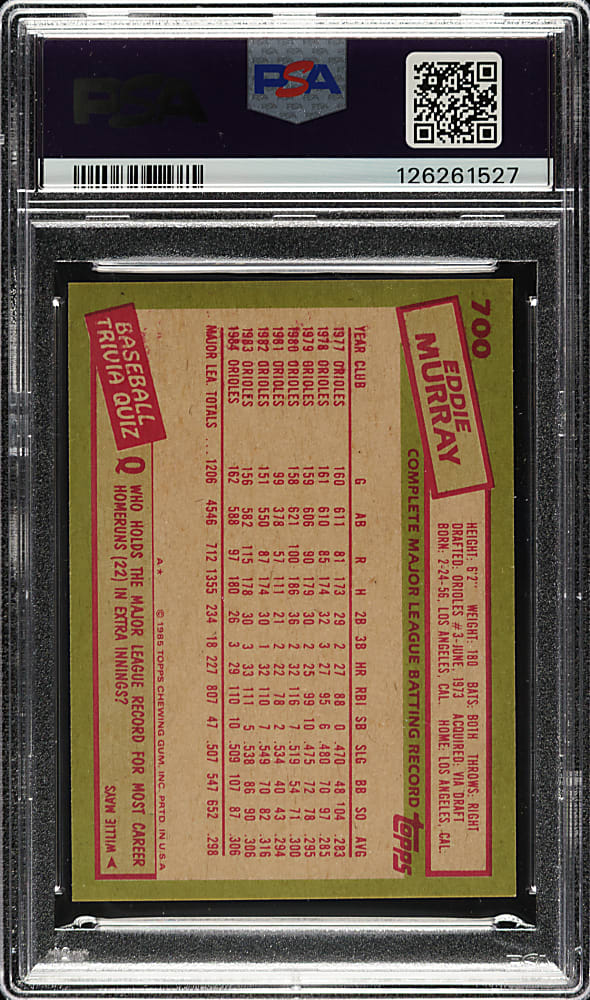 PSA
PSA
126261527
700
EDDIE
MURRAY
HEIGHT: 6'2" WEIGHT: 180 BATS: BOTH THROWS: RIGHT
DRAFTED: ORIOLES #3-JUNE, 1973 ACQUIRED: VIA DRAFT
BORN: 2-24-56, LOS ANGELES, CAL. HOME: LOS ANGELES, CAL.
COMPLETE MAJOR LEAGUE BATTING RECORD topps
YEAR CLUB G AB R H 2B 3B HR RBI SB SLG BB SO AVG
1977 ORIOLES 160 611 81 173 29 2 27 88 0 .470 48 104 .283
1978 ORIOLES 161 610 85 174 32 3 27 95 6 .480 70 97 .285
1979 ORIOLES 159 606 90 179 30 2 25 99 10 .475 72 78 .295
1980 ORIOLES 158 621 100 186 36 2 32 116 7 .519 54 71 .300
1981 ORIOLES 99 378 57 111 21 2 22 78 2 .534 40 43 .294
1982 ORIOLES 151 550 87 174 30 1 32 110 7 .549 70 82 .316
1983 ORIOLES 156 582 115 178 30 3 33 111 5 .538 86 90 .306
1984 ORIOLES 162 588 97 180 26 3 29 110 10 .509 107 87 .306
MAJOR LEA. TOTALS ... 1206 4546 712 1355 234 18 227 807 47 .507 547 652 .298
A★ © 1985 TOPPS CHEWING GUM, INC. PRTD. IN U.S.A.
BASEBALL
TRIVIA QUIZ
Q WHO HOLDS THE MAJOR LEAGUE RECORD FOR MOST CAREER
HOMERUNS (22) IN EXTRA INNINGS?
WILLIE MAYS
PSA